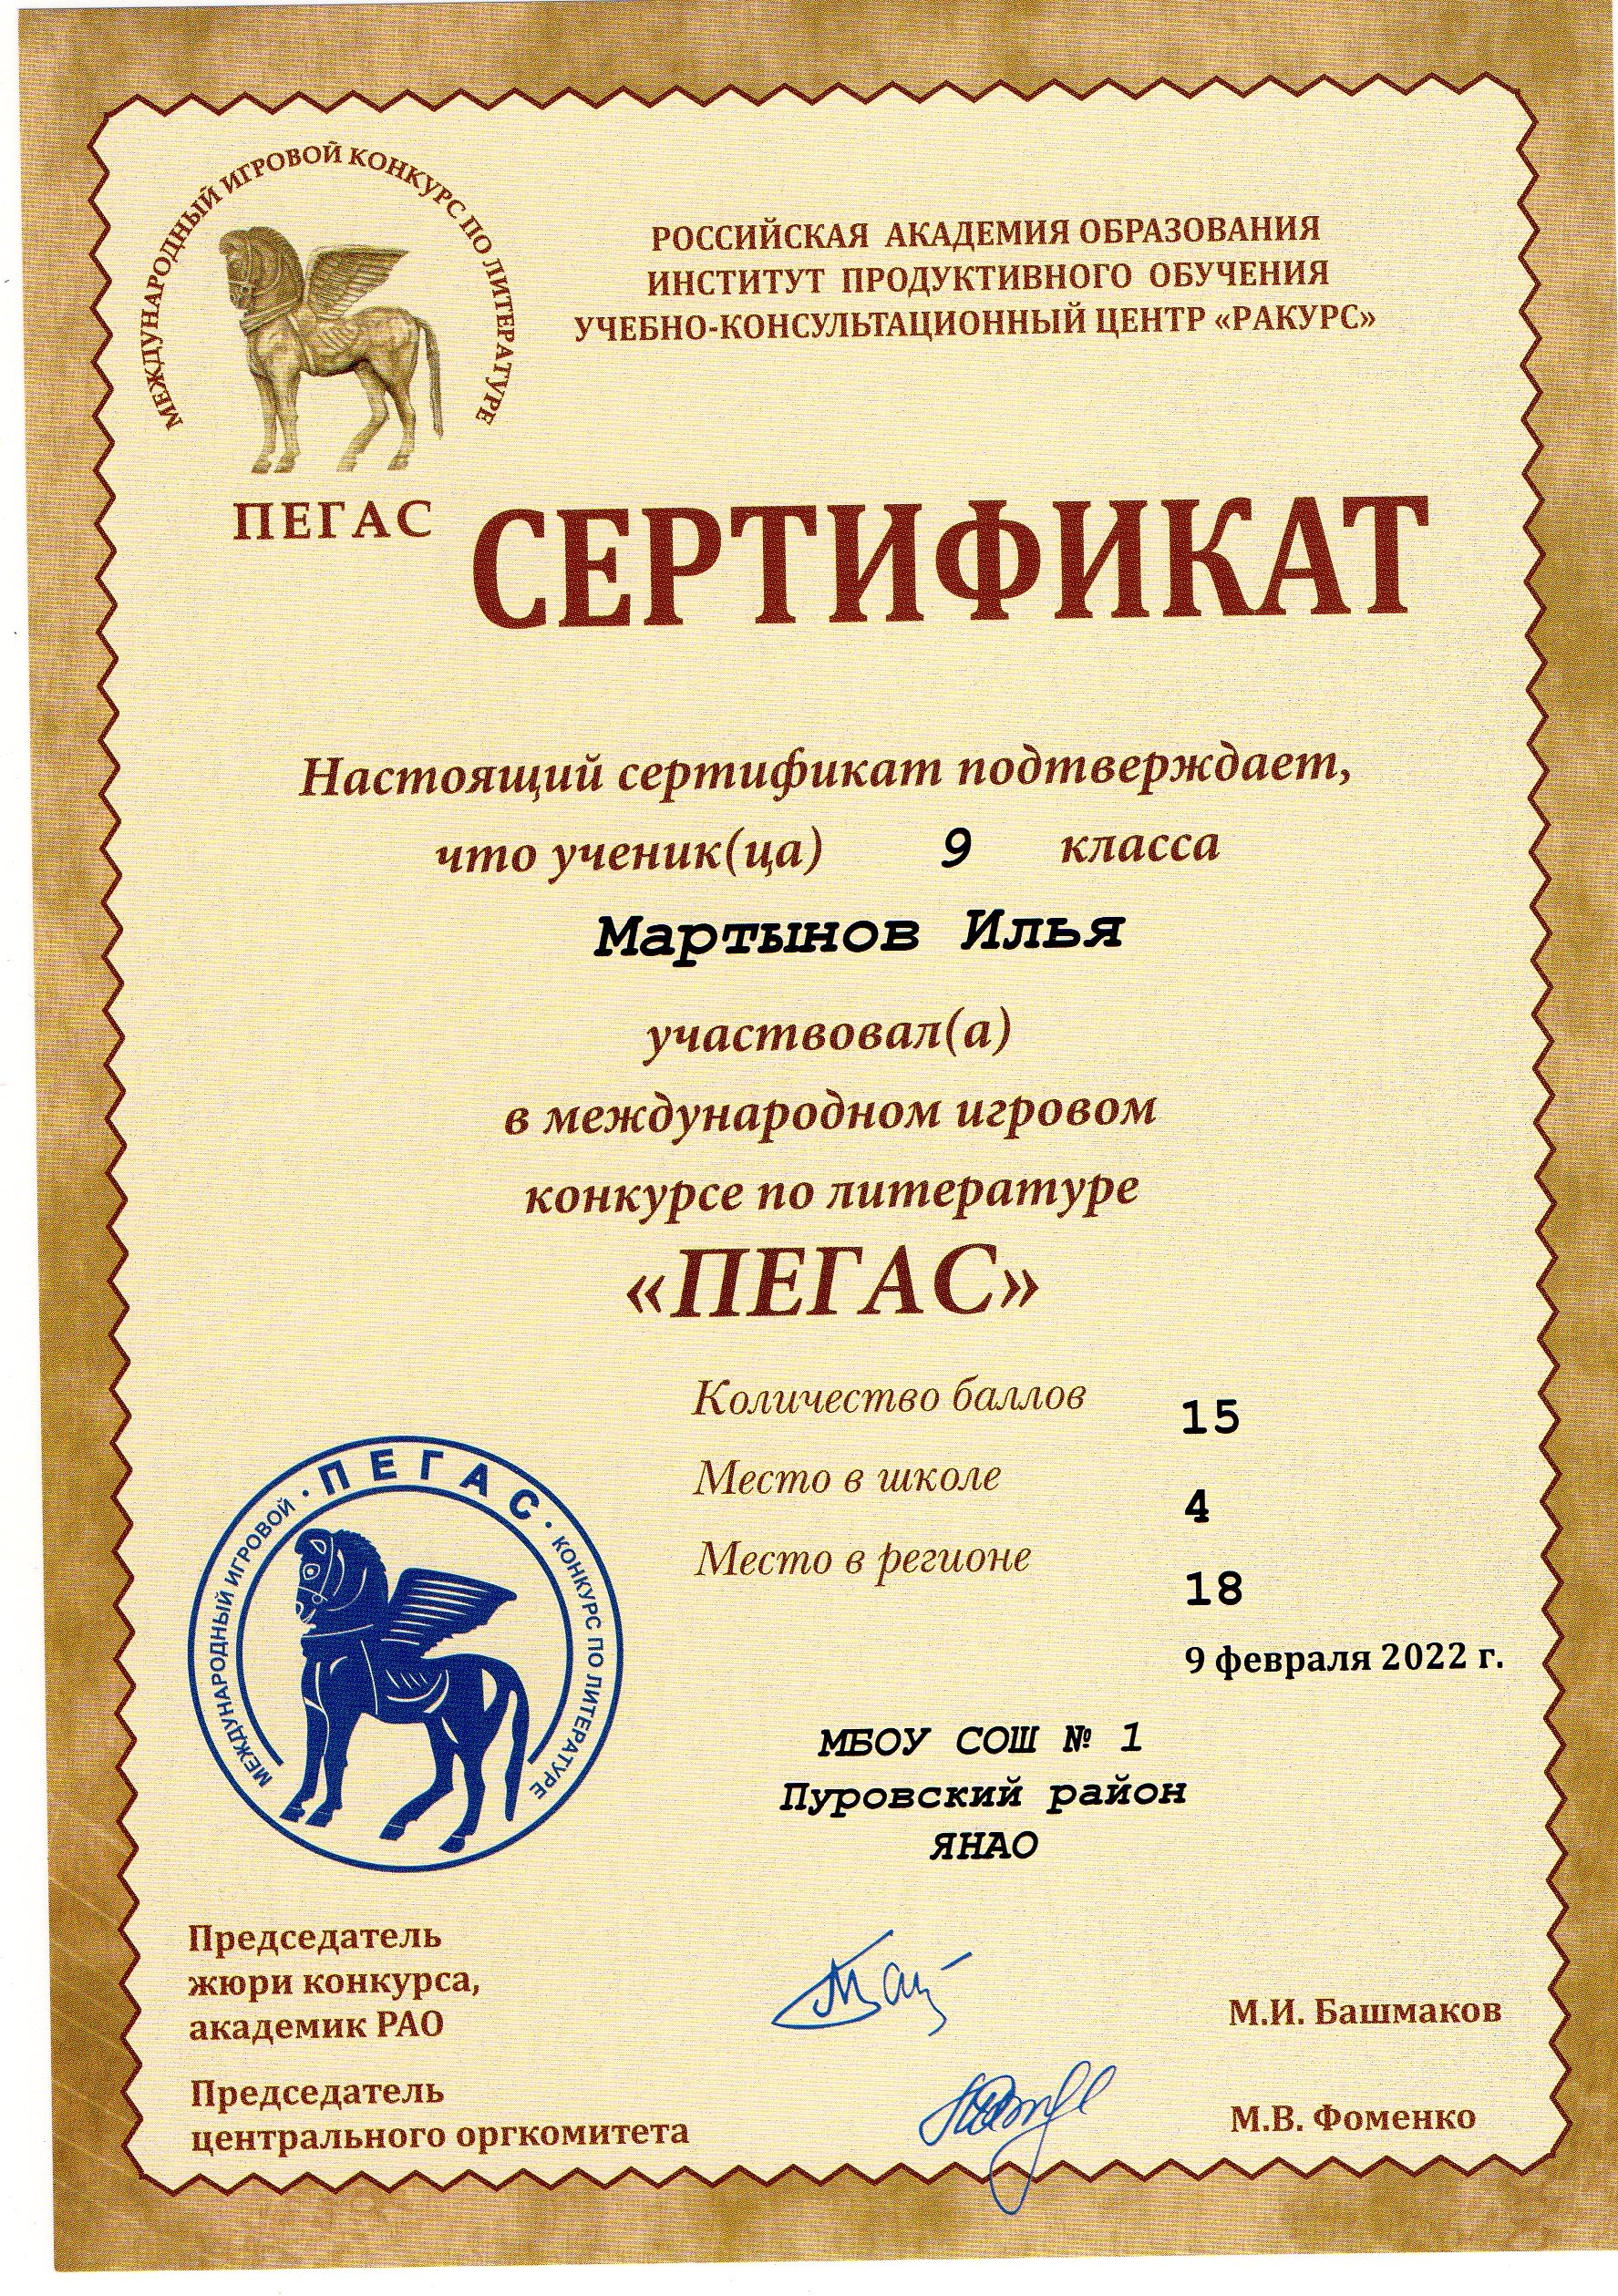 МЕЖДУНАРОДНЫЙ ИГРОВОЙ КОНКУРС ПО ЛИТЕРАТУРЕ
ПЕГАС
РОССИЙСКАЯ АКАДЕМИЯ ОБРАЗОВАНИЯ
ИНСТИТУТ ПРОДУКТИВНОГО ОБУЧЕНИЯ
УЧЕБНО-КОНСУЛЬТАЦИОННЫЙ ЦЕНТР «РАКУРС»
СЕРТИФИКАТ
Настоящий сертификат подтверждает,
что ученик(ца) 9 класса
Мартынов Илья
участвовал(а)
в международном игровом
конкурсе по литературе
«ПЕГАС»
Количество баллов 15
Место в школе 4
Место в регионе 18
9 февраля 2022 г.
ПЕГАС
МЕЖДУНАРОДНЫЙ ИГРОВОЙ · КОНКУРС ПО ЛИТЕРАТУРЕ
МБОУ СОШ № 1
Пуровский район
ЯНАО
Председатель
жюри конкурса,
академик РАО
М.И. Башмаков
Председатель
центрального оргкомитета
М.В. Фоменко